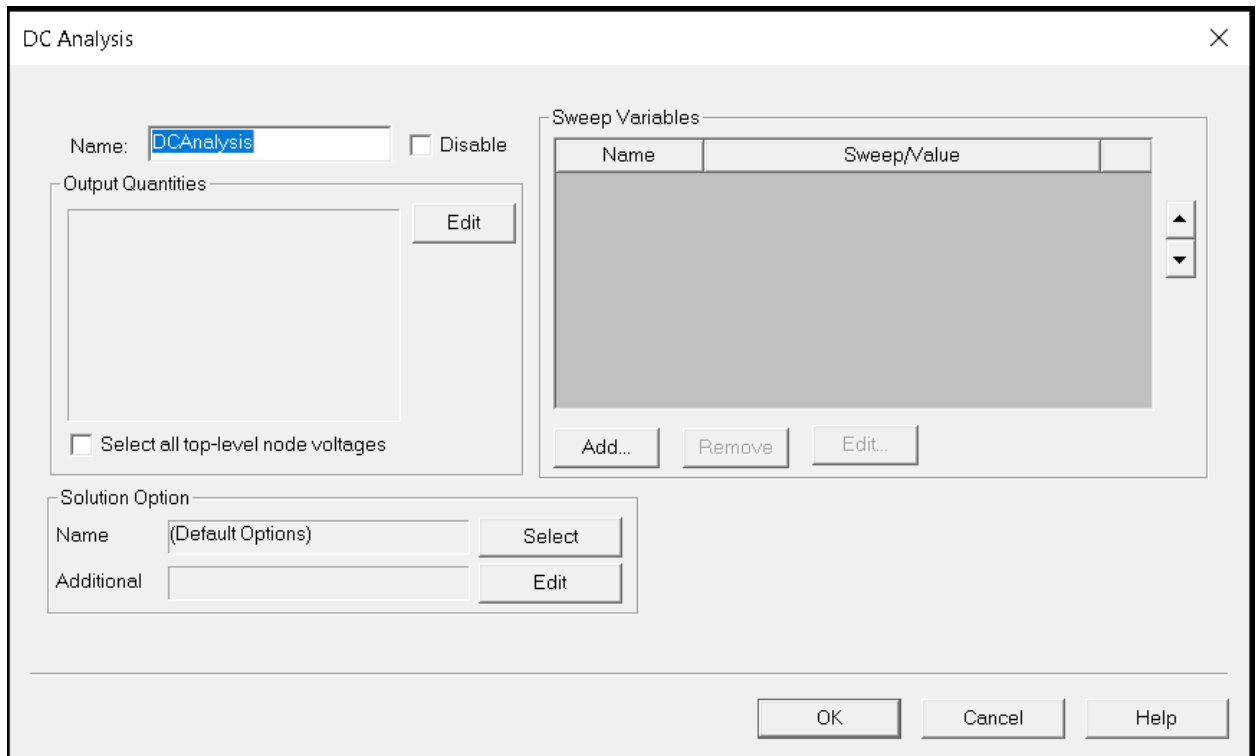 DC Analysis
Name: DCAnalysis Disable
Output Quantities
Edit
Select all top-level node voltages
Sweep Variables
Name Sweep/Value
Add... Remove Edit...
Solution Option
Name (Default Options) Select
Additional Edit
OK Cancel Help